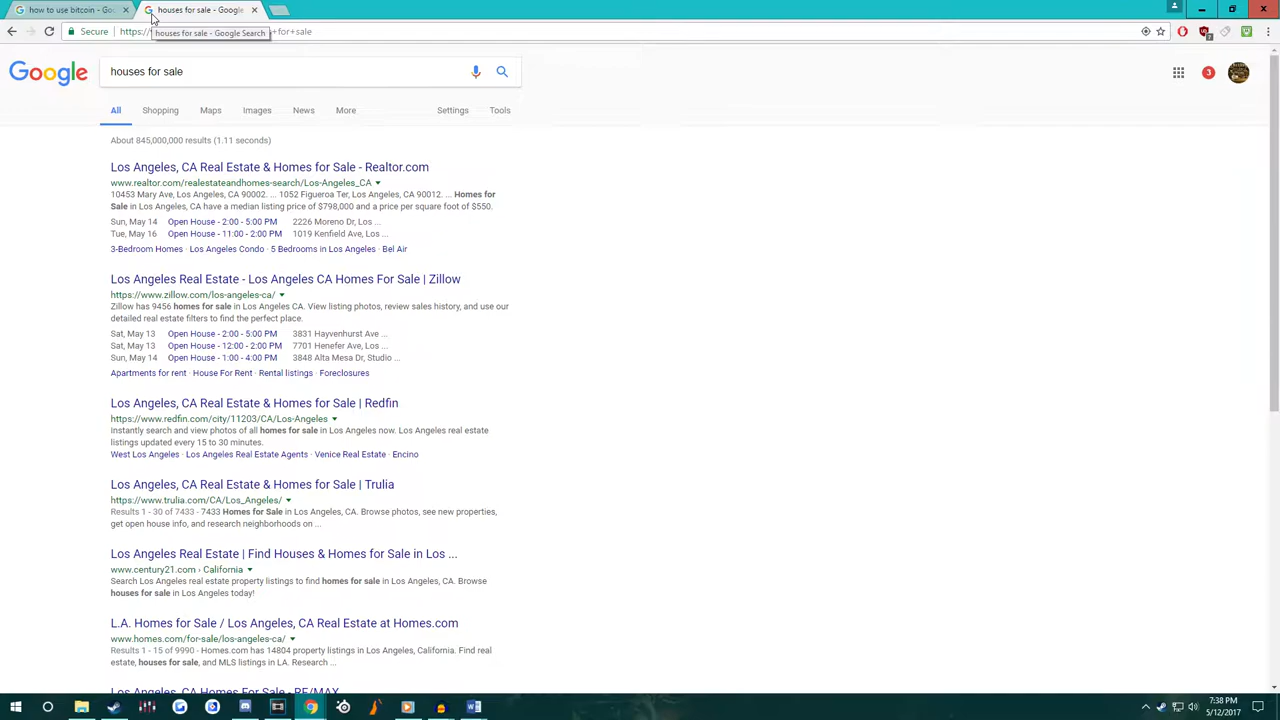 how to use bitcoin - Goo
houses for sale - Google
houses for sale - Google Search
Secure
+for+sale
Google
houses for sale
3
All Shopping Maps Images News More Settings Tools
About 845,000,000 results (1.11 seconds)
Los Angeles, CA Real Estate & Homes for Sale - Realtor.com
www.realtor.com/realestateandhomes-search/Los-Angeles_CA
10453 Mary Ave, Los Angeles, CA 90002. ... 1052 Figueroa Ter, Los Angeles, CA 90012. ... Homes for
Sale in Los Angeles, CA have a median listing price of $798,000 and a price per square foot of $550.
Sun, May 14 Open House - 2:00 - 5:00 PM 2226 Moreno Dr, Los ...
Tue, May 16 Open House - 11:00 - 2:00 PM 1019 Kenfield Ave, Los ...
3-Bedroom Homes · Los Angeles Condo · 5 Bedrooms in Los Angeles · Bel Air
Los Angeles Real Estate - Los Angeles CA Homes For Sale | Zillow
https://www.zillow.com/los-angeles-ca/
Zillow has 9456 homes for sale in Los Angeles CA. View listing photos, review sales history, and use our
detailed real estate filters to find the perfect place.
Sat, May 13 Open House - 2:00 - 5:00 PM 3831 Hayvenhurst Ave ...
Sat, May 13 Open House - 12:00 - 2:00 PM 7701 Henefer Ave, Los ...
Sun, May 14 Open House - 1:00 - 4:00 PM 3848 Alta Mesa Dr, Studio ...
Apartments for rent · House For Rent · Rental listings · Foreclosures
Los Angeles, CA Real Estate & Homes for Sale | Redfin
https://www.redfin.com/city/11203/CA/Los-Angeles
Instantly search and view photos of all homes for sale in Los Angeles now. Los Angeles real estate
listings updated every 15 to 30 minutes.
West Los Angeles · Los Angeles Real Estate Agents · Venice Real Estate · Encino
Los Angeles, CA Real Estate & Homes for Sale | Trulia
https://www.trulia.com/CA/Los_Angeles/
Results 1 - 30 of 7433 - 7433 Homes for Sale in Los Angeles, CA. Browse photos, see new properties,
get open house info, and research neighborhoods on ...
Los Angeles Real Estate | Find Houses & Homes for Sale in Los ...
www.century21.com › California
Search Los Angeles real estate property listings to find homes for sale in Los Angeles, CA. Browse
houses for sale in Los Angeles today!
L.A. Homes for Sale / Los Angeles, CA Real Estate at Homes.com
www.homes.com/for-sale/los-angeles-ca/
Results 1 - 15 of 9990 - Homes.com has 14804 property listings in Los Angeles, California. Find real
estate, houses for sale, and MLS listings in LA. Research ...
Los Angeles, CA Homes For Sale - RE/MAX
7:38 PM
5/12/2017